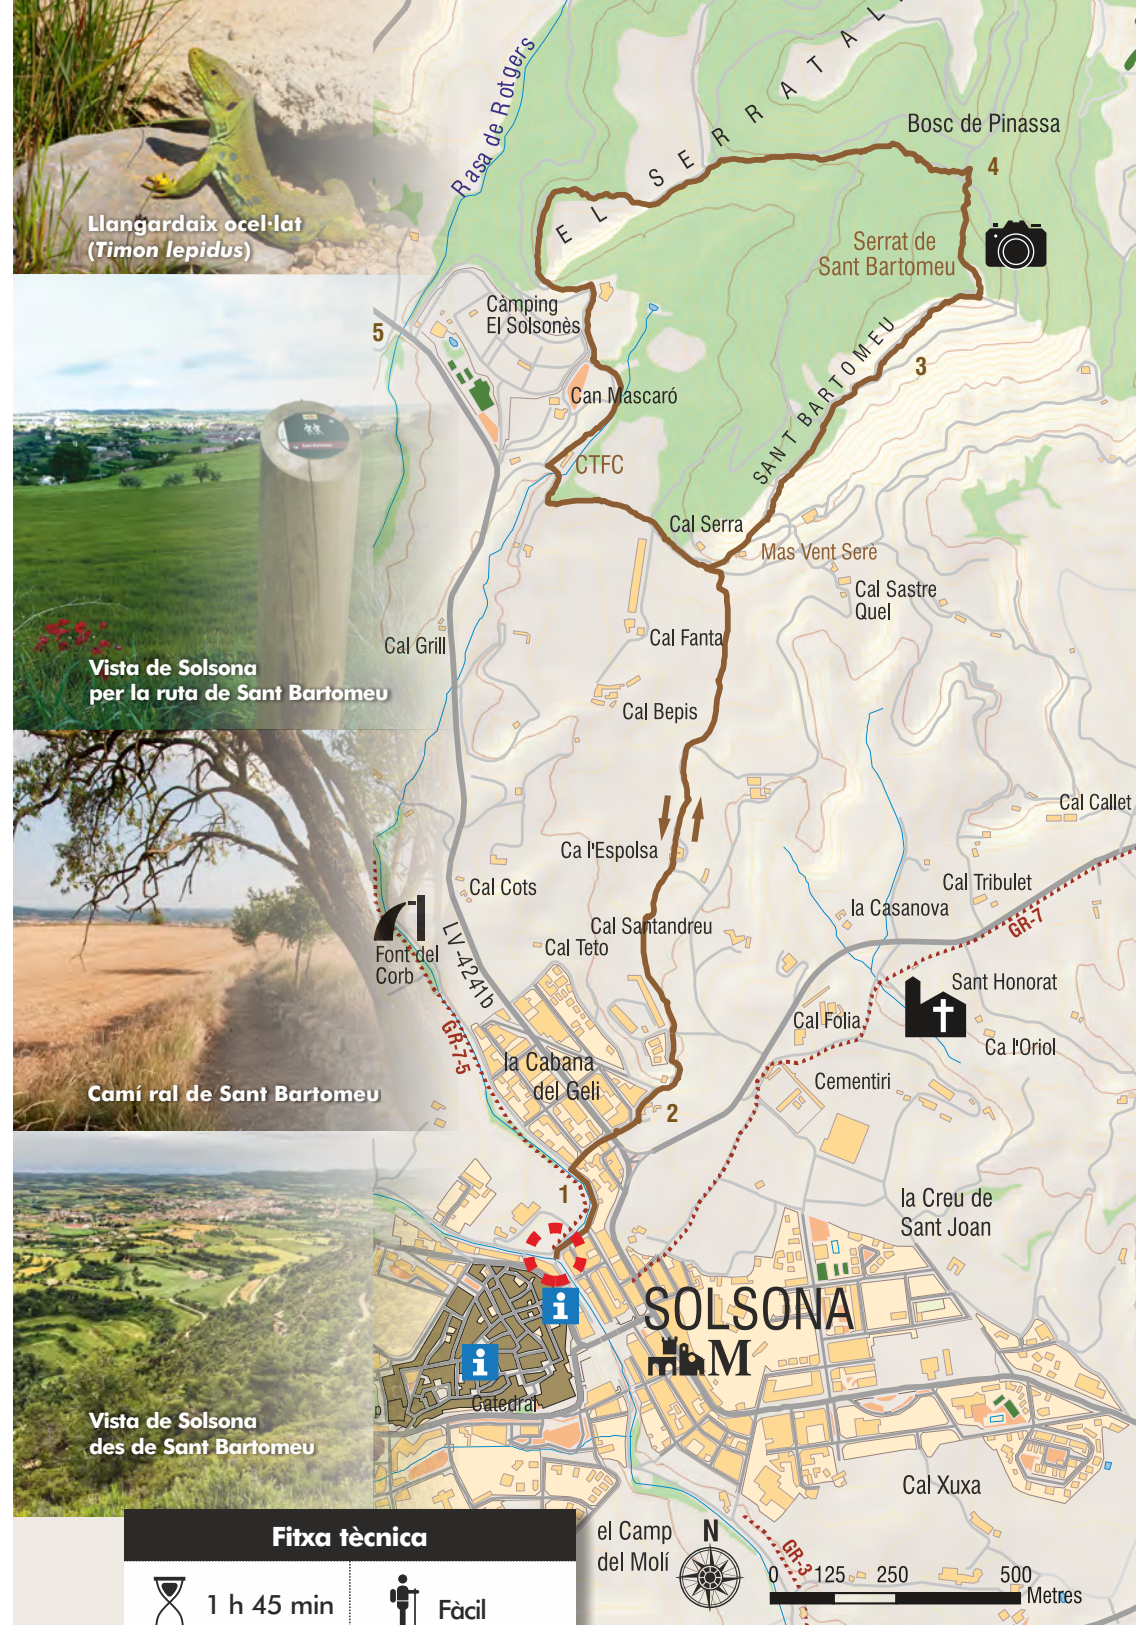 Llangardaix ocel·lat
(Timon lepidus)
Vista de Solsona
per la ruta de Sant Bartomeu
Camí ral de Sant Bartomeu
Vista de Solsona
des de Sant Bartomeu
Rasa de Rotgers
EL SERRATAL
Bosc de Pinassa
4
Serrat de
Sant Bartomeu
Càmping
El Solsonès
5
SANT BARTOMEU
3
Can Mascaró
CTFC
Cal Serra
Mas Vent Serè
Cal Sastre
Quel
Cal Grill
Cal Fanta
Cal Bepis
Cal Callet
Ca l'Espolsa
Cal Cots
Cal Tribulet
la Casanova
GR-7
Cal Santandreu
Cal Teto
Font del
Corb
LV-4241b
Sant Honorat
Cal Folia
Ca l'Oriol
GR-7-5
la Cabana
del Geli
Cementiri
2
1
la Creu de
Sant Joan
i
SOLSONA
M
i
Catedral
Cal Xuxa
el Camp
del Molí
N
GR-3
0 125 250 500
Metres
Fitxa tècnica
1 h 45 min
Fàcil